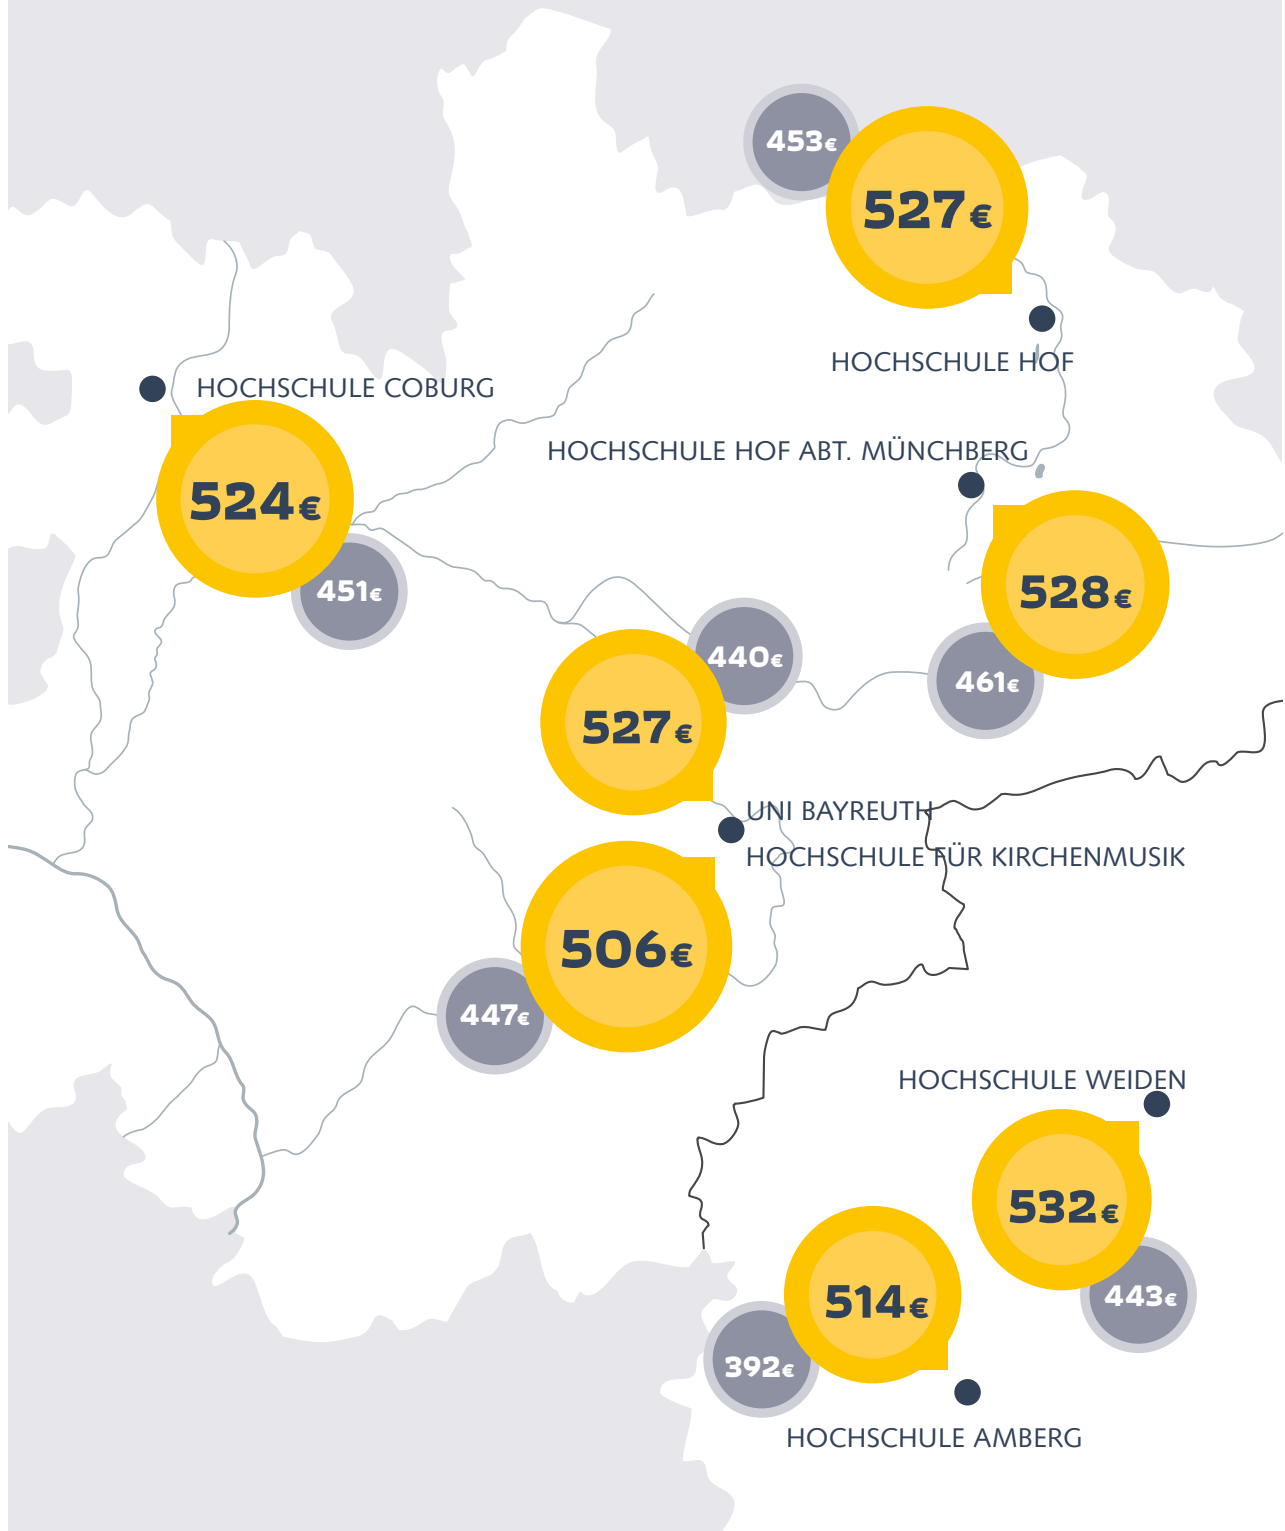 453€
527€
HOCHSCHULE HOF
HOCHSCHULE COBURG
HOCHSCHULE HOF ABT. MÜNCHBERG
524€
451€
528€
440€
461€
527€
UNI BAYREUTH
HOCHSCHULE FÜR KIRCHENMUSIK
506€
447€
HOCHSCHULE WEIDEN
532€
514€
443€
392€
HOCHSCHULE AMBERG